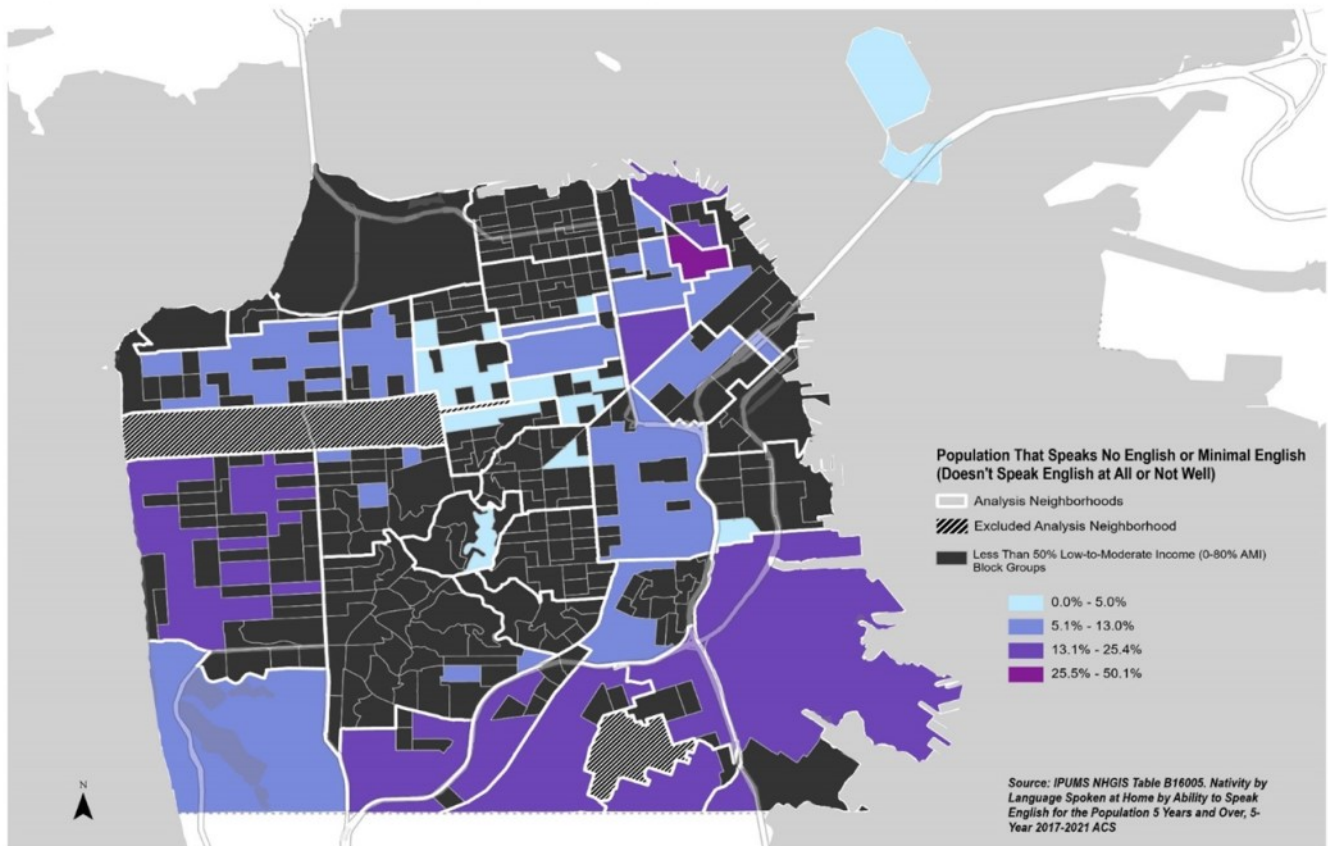 Population That Speaks No English or Minimal English
(Doesn't Speak English at All or Not Well)
Analysis Neighborhoods
Excluded Analysis Neighborhood
Less Than 50% Low-to-Moderate Income (0-80% AMI)
Block Groups
0.0% - 5.0%
5.1% - 13.0%
13.1% - 25.4%
25.5% - 50.1%
N
Source: IPUMS NHGIS Table B16005. Nativity by
Language Spoken at Home by Ability to Speak
English for the Population 5 Years and Over, 5-
Year 2017-2021 ACS